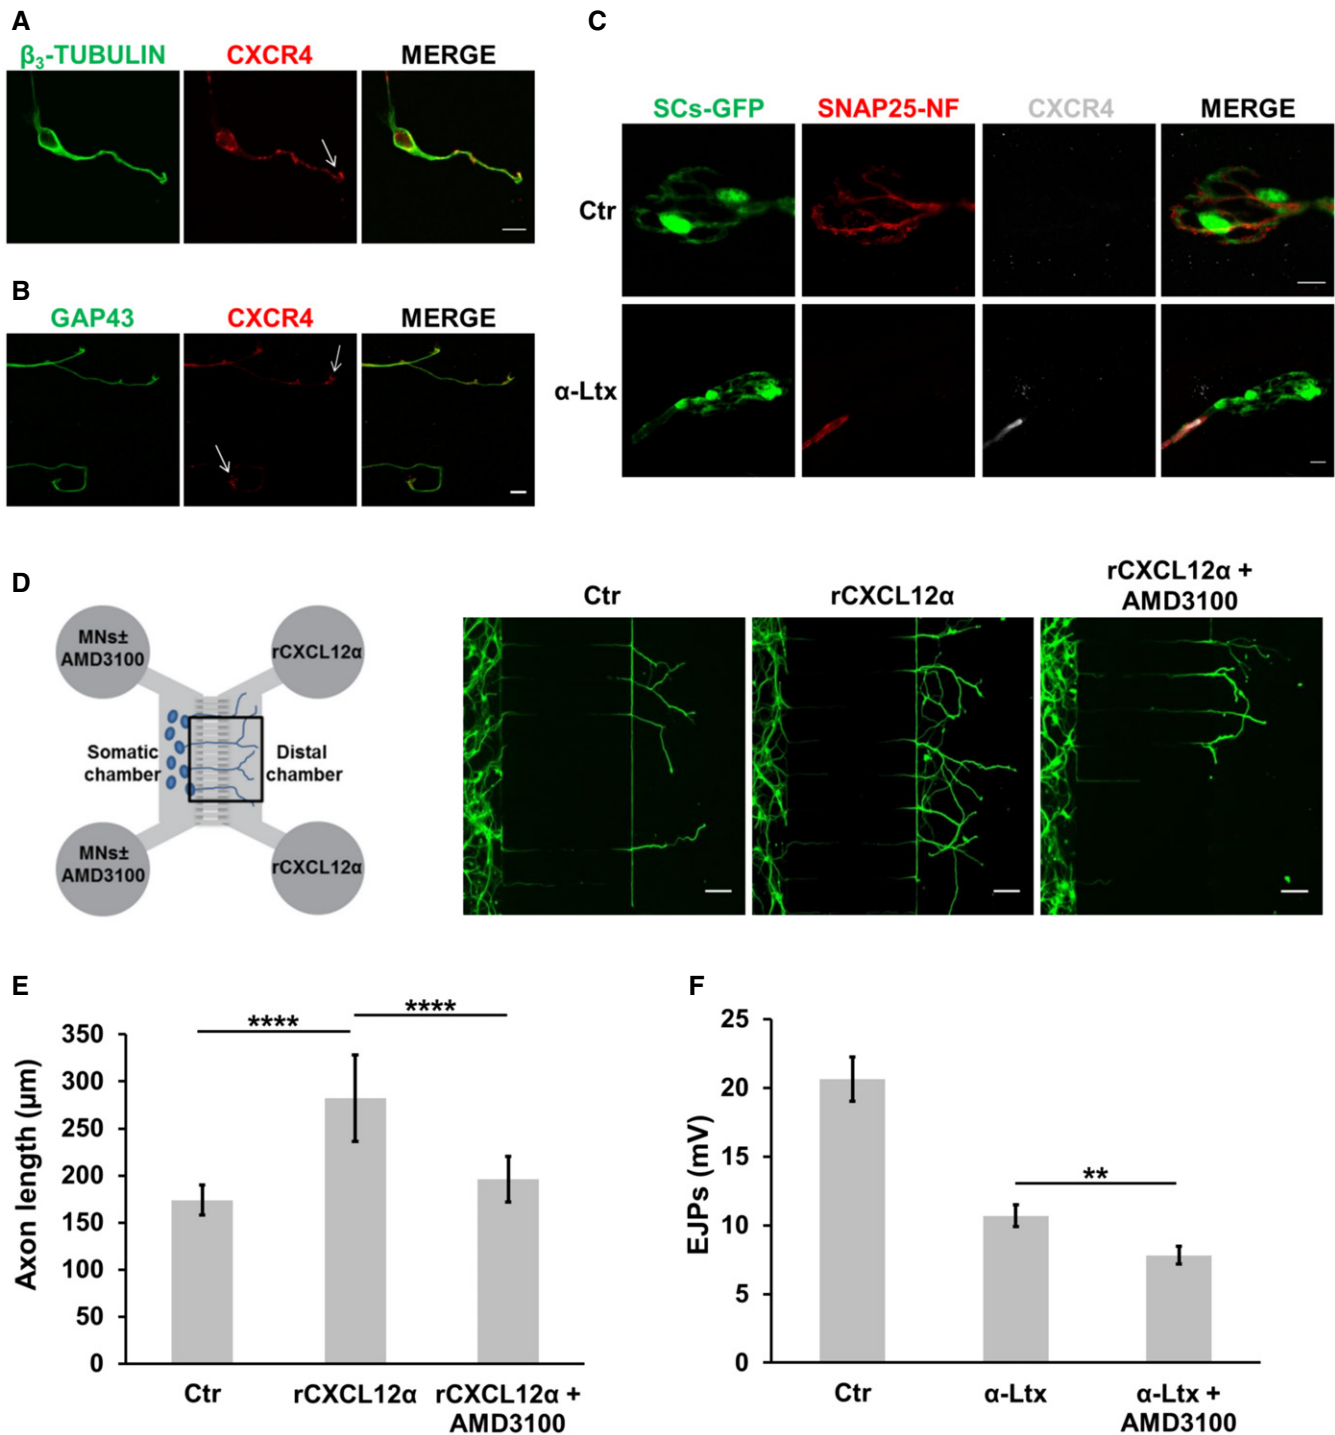 A
β3-TUBULIN CXCR4 MERGE
B
GAP43 CXCR4 MERGE
C
SCs-GFP SNAP25-NF CXCR4 MERGE
Ctr
α-Ltx
D
MNs±
AMD3100
rCXCL12α
Somatic
chamber
Distal
chamber
MNs±
AMD3100
rCXCL12α
Ctr
rCXCL12α
rCXCL12α +
AMD3100
E
Axon length (µm)
350
300
250
200
150
100
50
0
****
****
Ctr
rCXCL12α
rCXCL12α +
AMD3100
F
EJPs (mV)
25
20
15
10
5
0
**
Ctr
α-Ltx
α-Ltx +
AMD3100